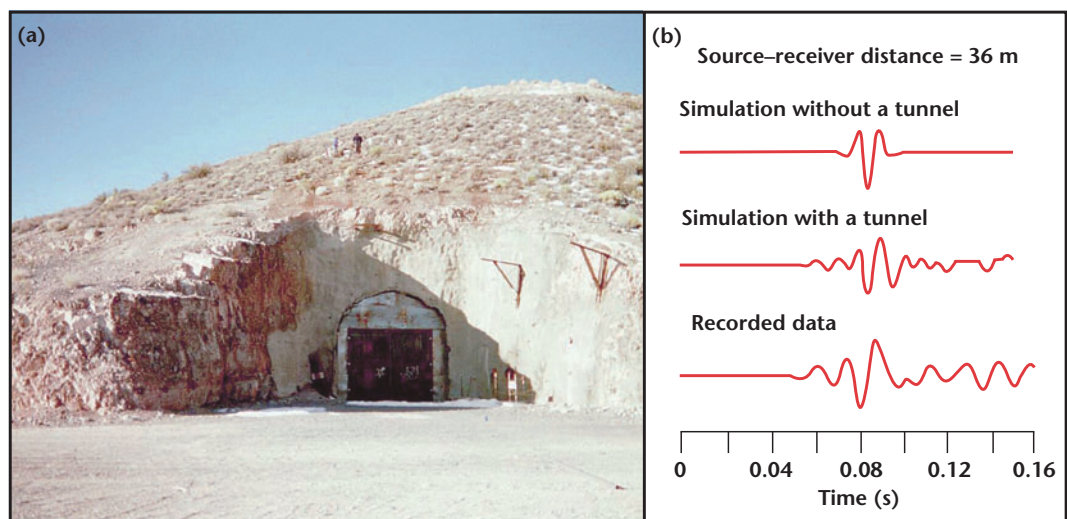 (a)
(b)
Source–receiver distance = 36 m
Simulation without a tunnel
Simulation with a tunnel
Recorded data
0 0.04 0.08 0.12 0.16
Time (s)